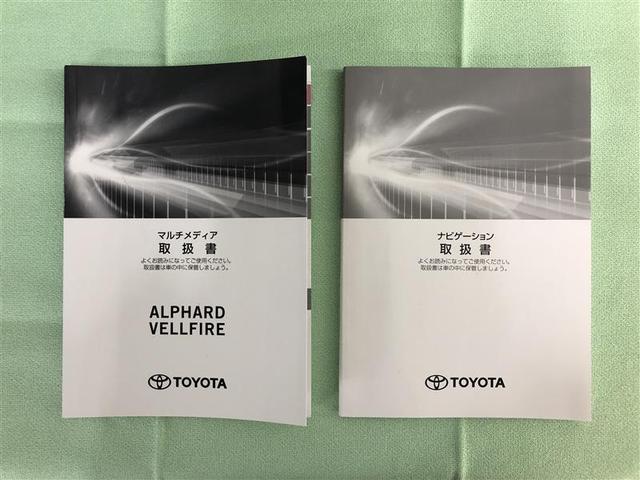 マルチメディア
取扱書
よくお読みになってご使用ください。
取扱書は車の中に保管しましょう。
ALPHARD
VELLFIRE
TOYOTA
ナビゲーション
取扱書
よくお読みになってご使用ください。
取扱書は車の中に保管しましょう。
TOYOTA